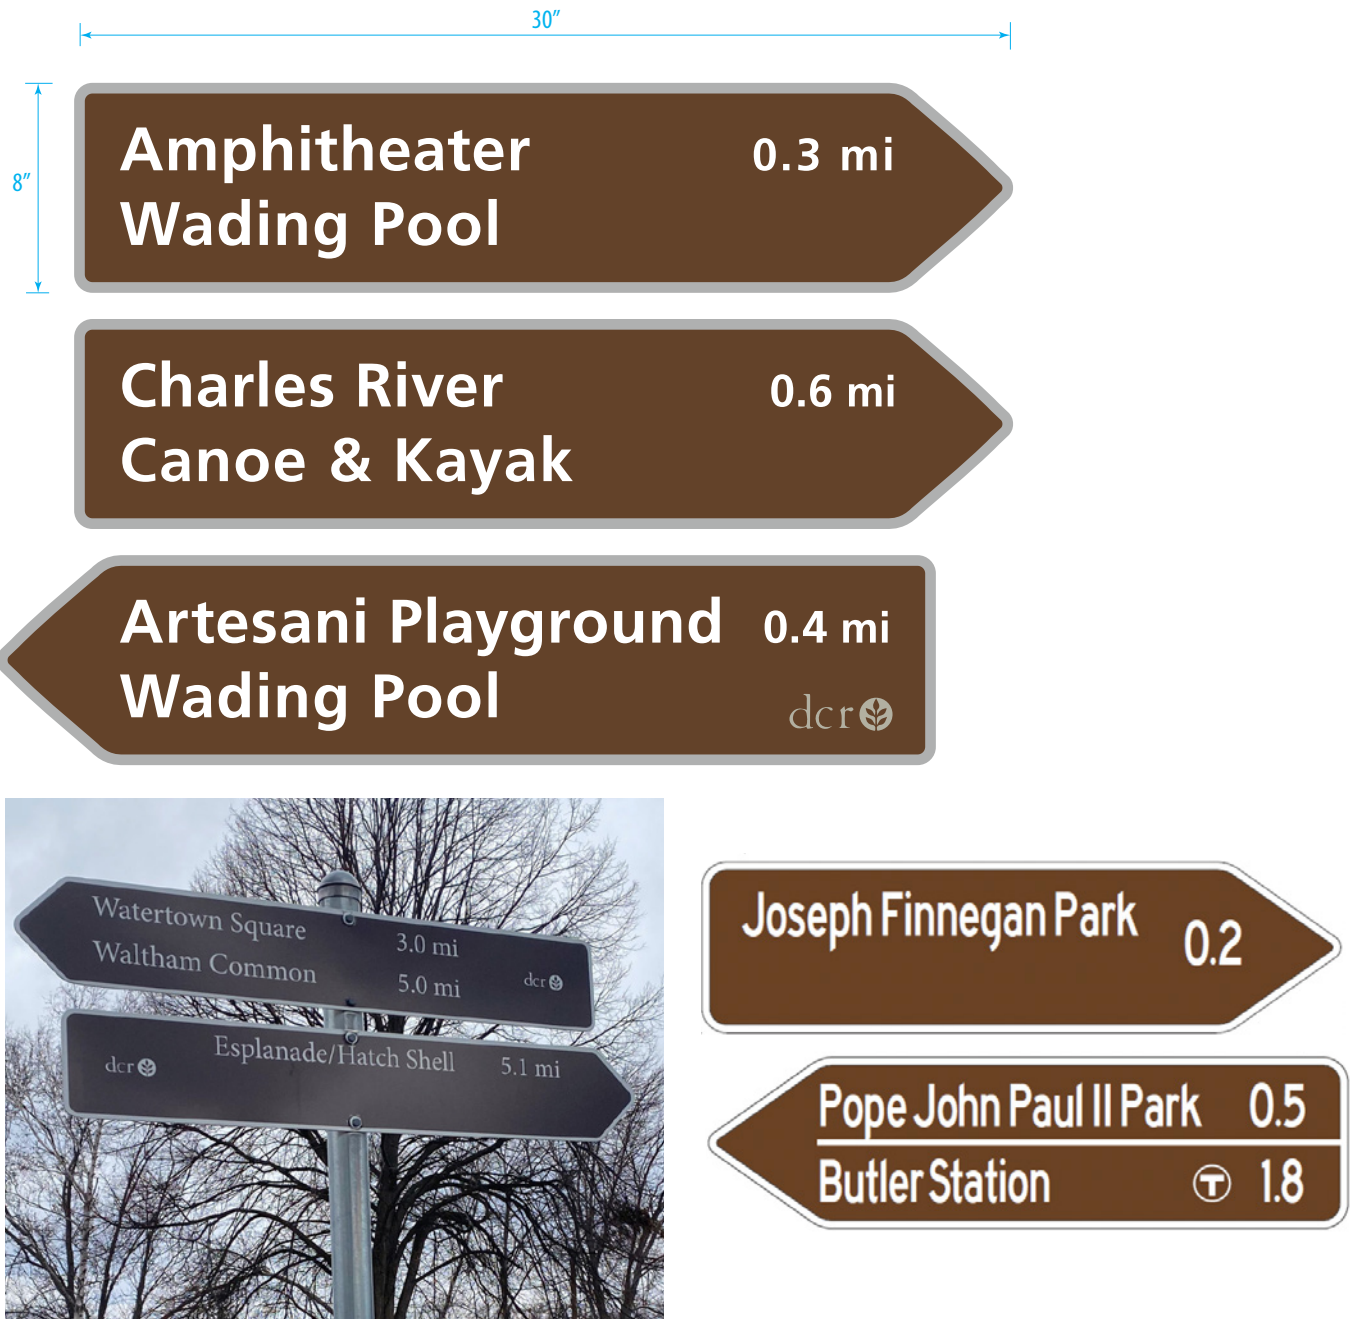 30″
8″
Amphitheater 0.3 mi
Wading Pool
Charles River 0.6 mi
Canoe & Kayak
Artesani Playground 0.4 mi
Wading Pool
dcr
Watertown Square 3.0 mi
Waltham Common 5.0 mi
dcr
Esplanade/Hatch Shell 5.1 mi
dcr
Joseph Finnegan Park 0.2
Pope John Paul II Park 0.5
Butler Station T 1.8